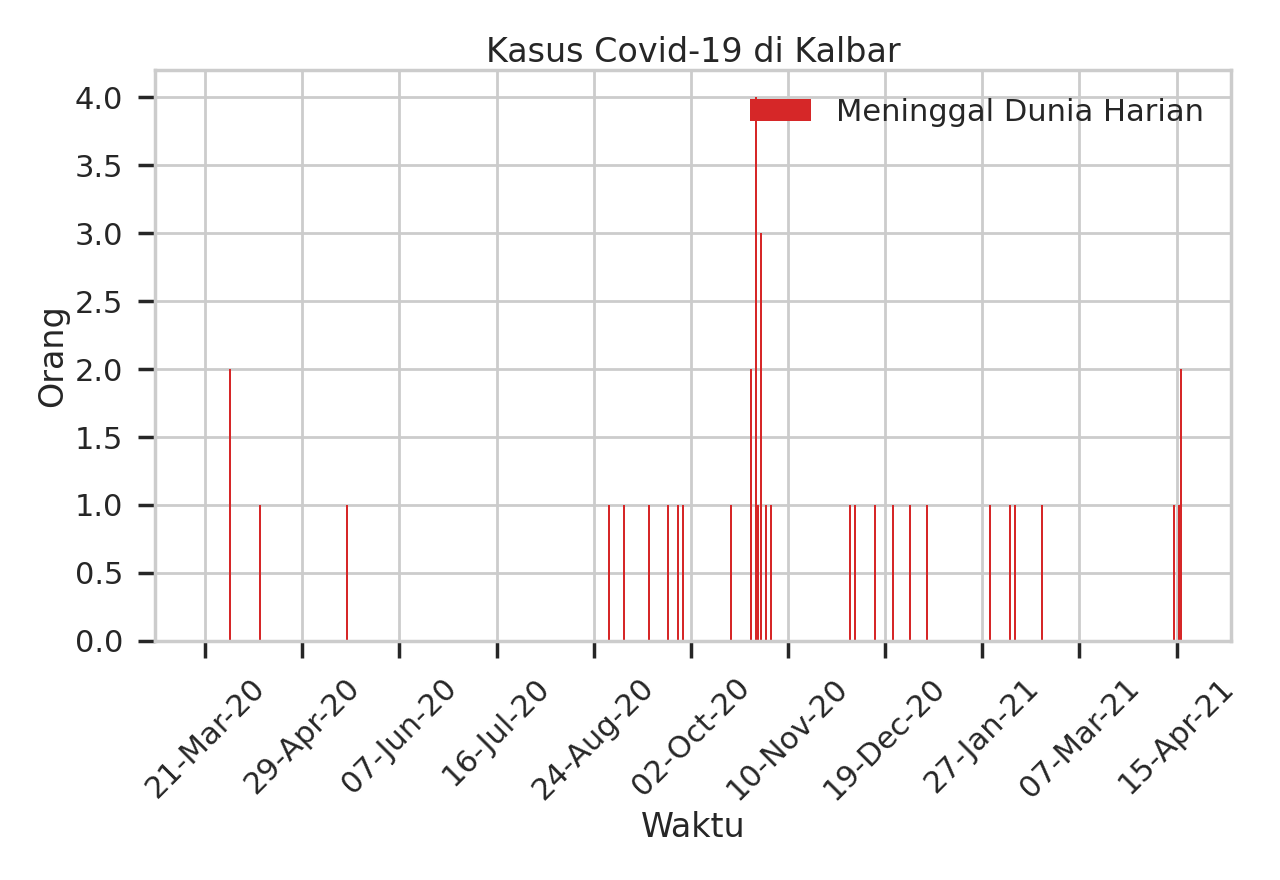 Kasus Covid-19 di Kalbar
Meninggal Dunia Harian
4.0
3.5
3.0
2.5
2.0
1.5
1.0
0.5
0.0
Orang
21-Mar-20
29-Apr-20
07-Jun-20
16-Jul-20
24-Aug-20
02-Oct-20
10-Nov-20
19-Dec-20
27-Jan-21
07-Mar-21
15-Apr-21
Waktu